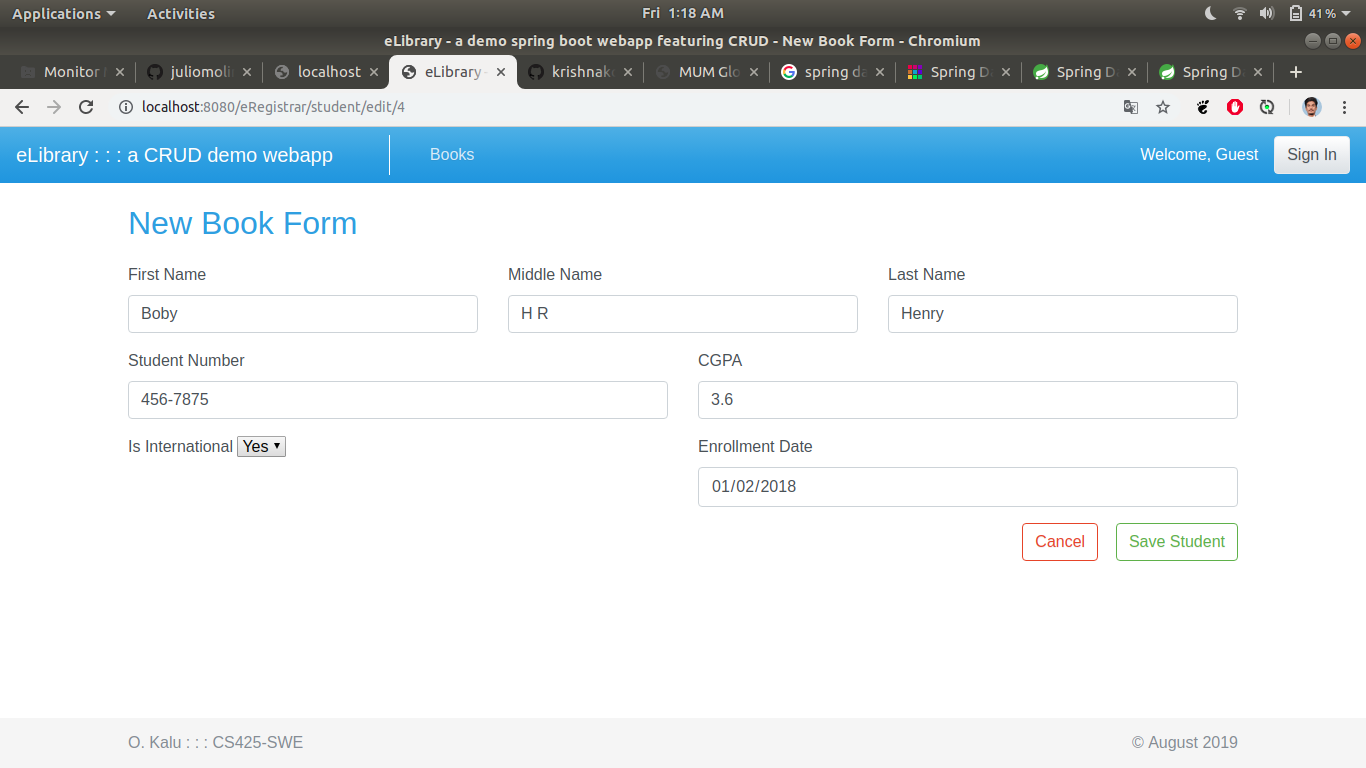 Applications Activities Fri 1:18 AM 41 %
eLibrary - a demo spring boot webapp featuring CRUD - New Book Form - Chromium
Monitor juliomoli localhost eLibrary - krishnak MUM Glo spring da Spring D Spring D Spring D
localhost:8080/eRegistrar/student/edit/4
eLibrary : : : a CRUD demo webapp Books Welcome, Guest Sign In
New Book Form
First Name Middle Name Last Name
Boby H R Henry
Student Number CGPA
456-7875 3.6
Is International Yes Enrollment Date
01/02/2018
Cancel Save Student
O. Kalu : : : CS425-SWE © August 2019